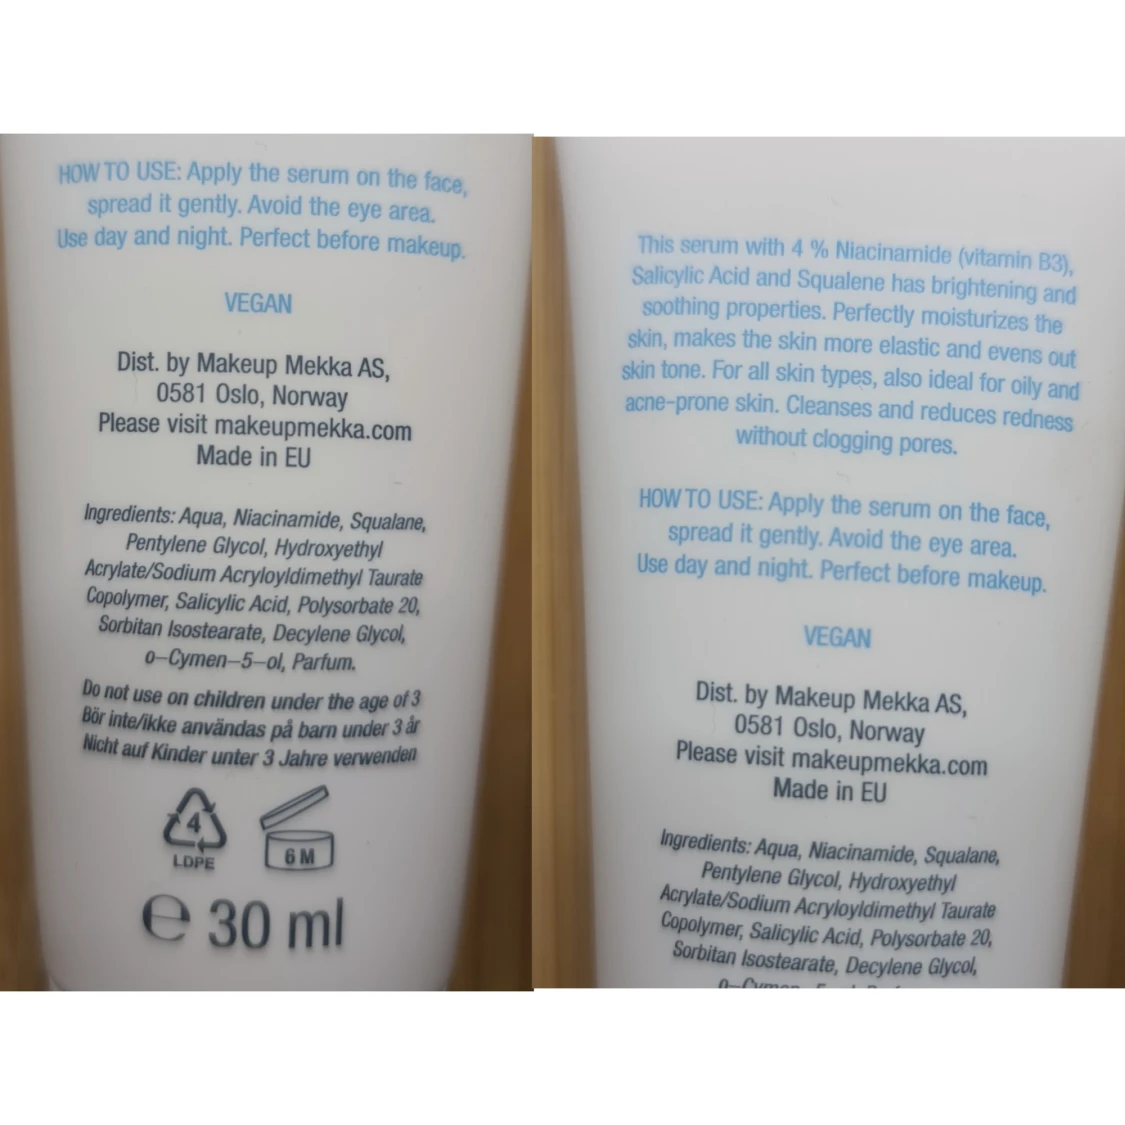 HOW TO USE: Apply the serum on the face,
spread it gently. Avoid the eye area.
Use day and night. Perfect before makeup.
VEGAN
Dist. by Makeup Mekka AS,
0581 Oslo, Norway
Please visit makeupmekka.com
Made in EU
Ingredients: Aqua, Niacinamide, Squalane,
Pentylene Glycol, Hydroxyethyl
Acrylate/Sodium Acryloyldimethyl Taurate
Copolymer, Salicylic Acid, Polysorbate 20,
Sorbitan Isostearate, Decylene Glycol,
o-Cymen-5-ol, Parfum.
Do not use on children under the age of 3
Bör inte/ikke användas på barn under 3 år
Nicht auf Kinder unter 3 Jahre verwenden
4
LDPE
6 M
℮ 30 ml
This serum with 4 % Niacinamide (vitamin B3),
Salicylic Acid and Squalene has brightening and
soothing properties. Perfectly moisturizes the
skin, makes the skin more elastic and evens out
skin tone. For all skin types, also ideal for oily and
acne-prone skin. Cleanses and reduces redness
without clogging pores.
HOW TO USE: Apply the serum on the face,
spread it gently. Avoid the eye area.
Use day and night. Perfect before makeup.
VEGAN
Dist. by Makeup Mekka AS,
0581 Oslo, Norway
Please visit makeupmekka.com
Made in EU
Ingredients: Aqua, Niacinamide, Squalane,
Pentylene Glycol, Hydroxyethyl
Acrylate/Sodium Acryloyldimethyl Taurate
Copolymer, Salicylic Acid, Polysorbate 20,
Sorbitan Isostearate, Decylene Glycol,